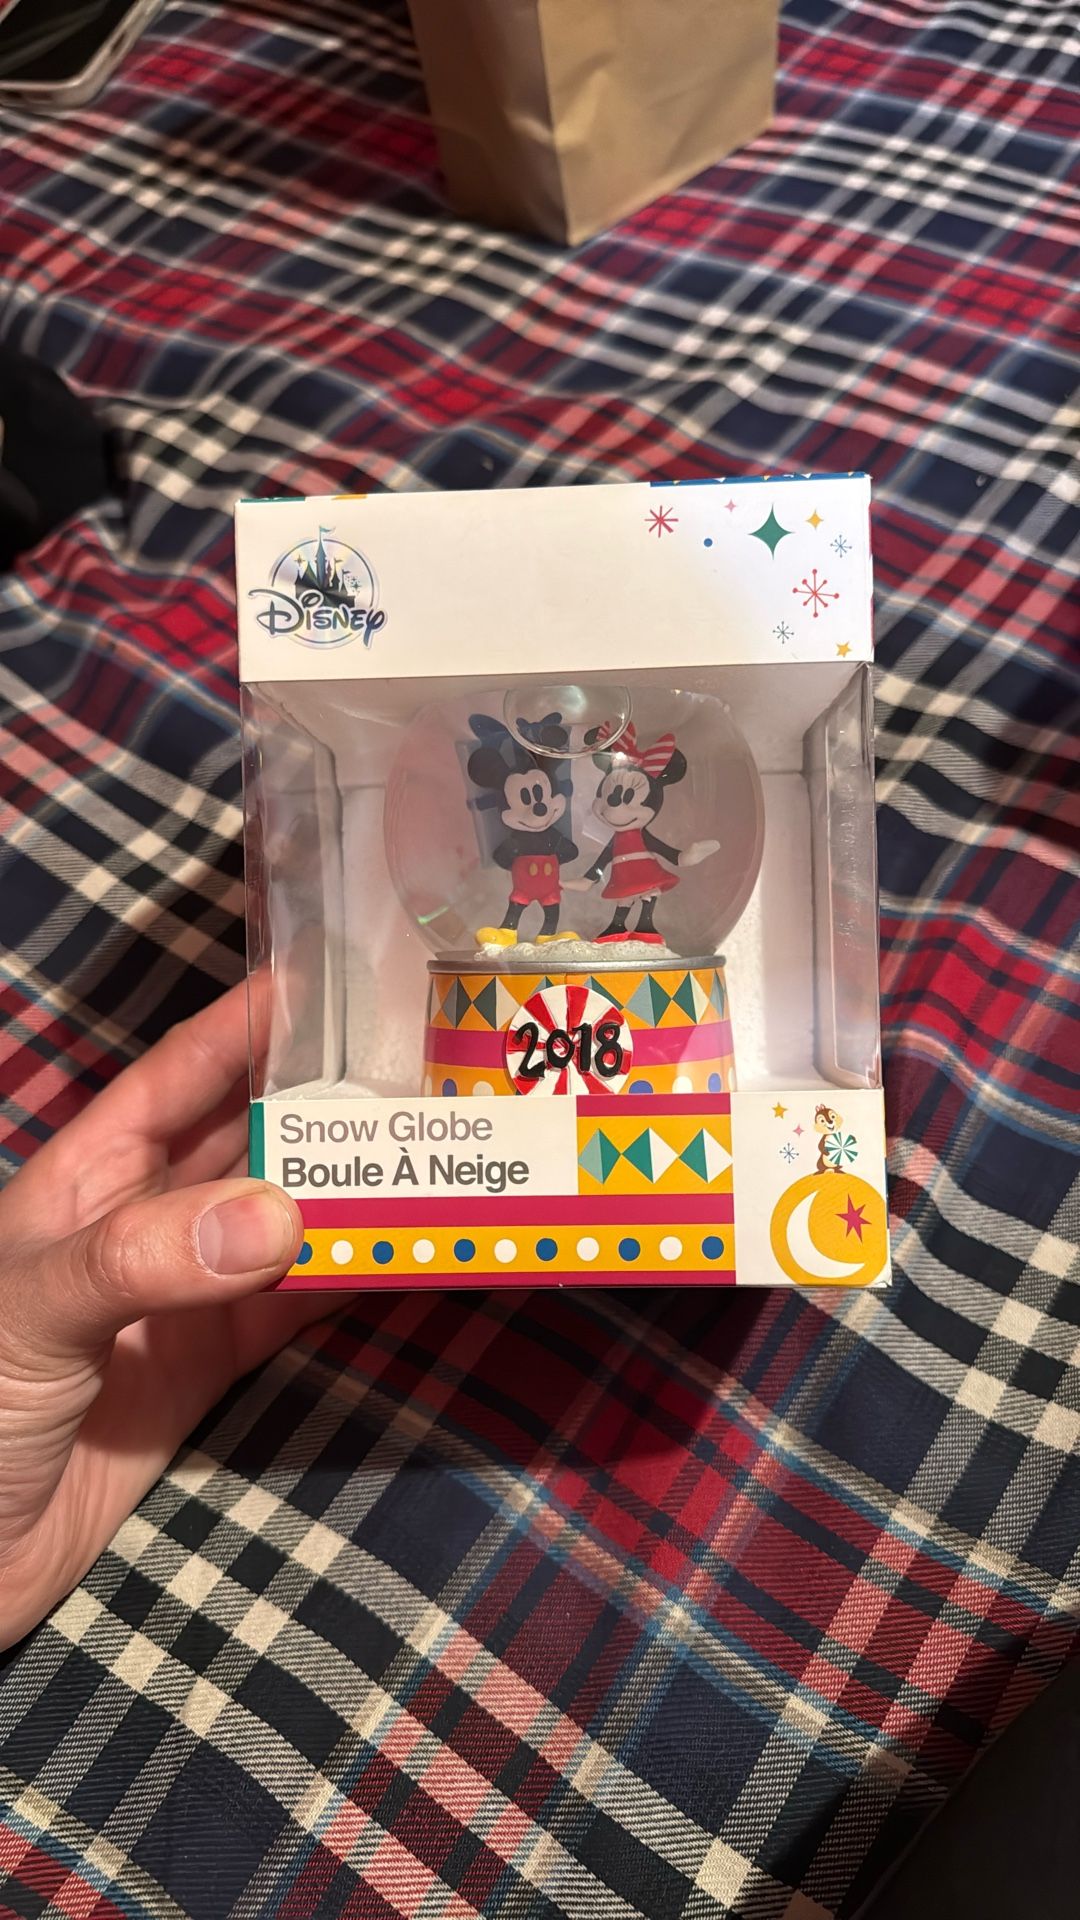 Disney
2018
Snow Globe
Boule À Neige